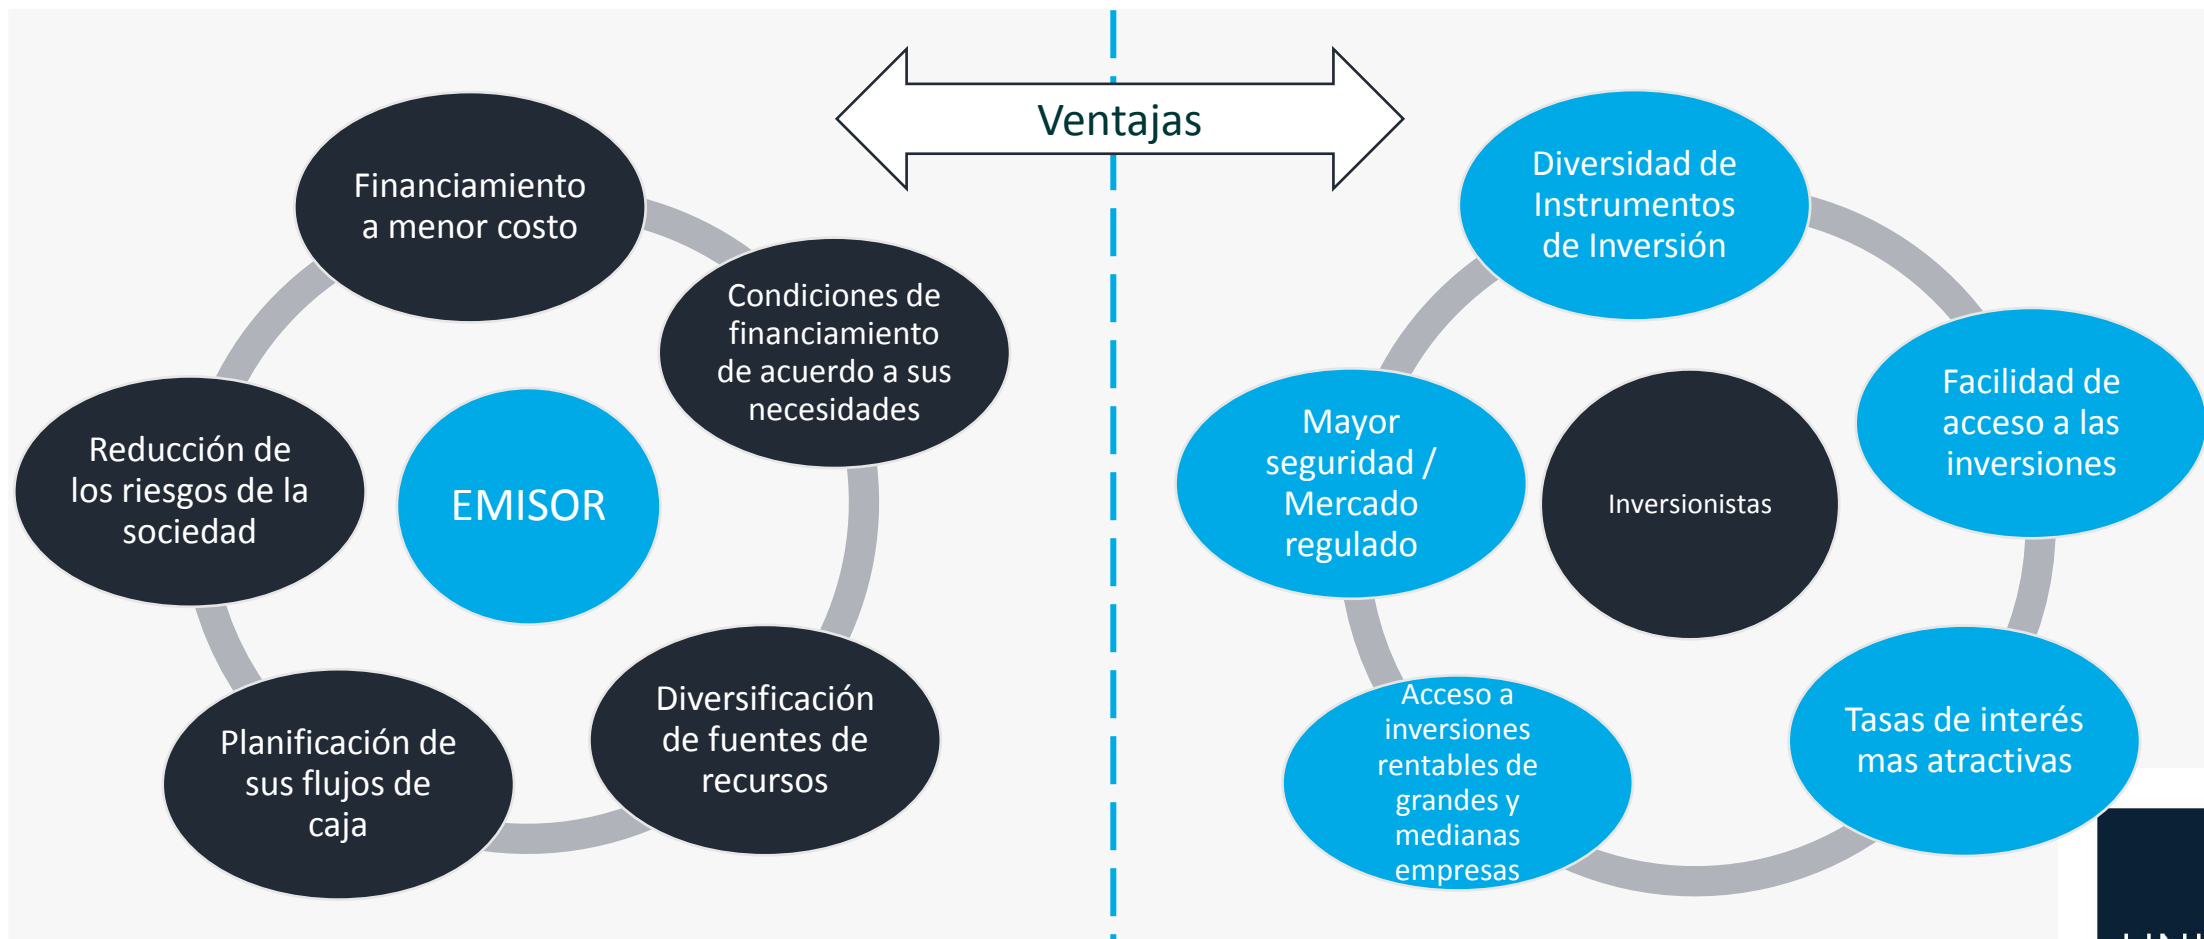 Ventajas
Financiamiento
a menor costo
Condiciones de
financiamiento
de acuerdo a sus
necesidades
Diversificación
de fuentes de
recursos
Planificación de
sus flujos de
caja
Reducción de
los riesgos de la
sociedad
EMISOR
Diversidad de
Instrumentos
de Inversión
Facilidad de
acceso a las
inversiones
Tasas de interés
mas atractivas
Acceso a
inversiones
rentables de
grandes y
medianas
empresas
Mayor
seguridad /
Mercado
regulado
Inversionistas